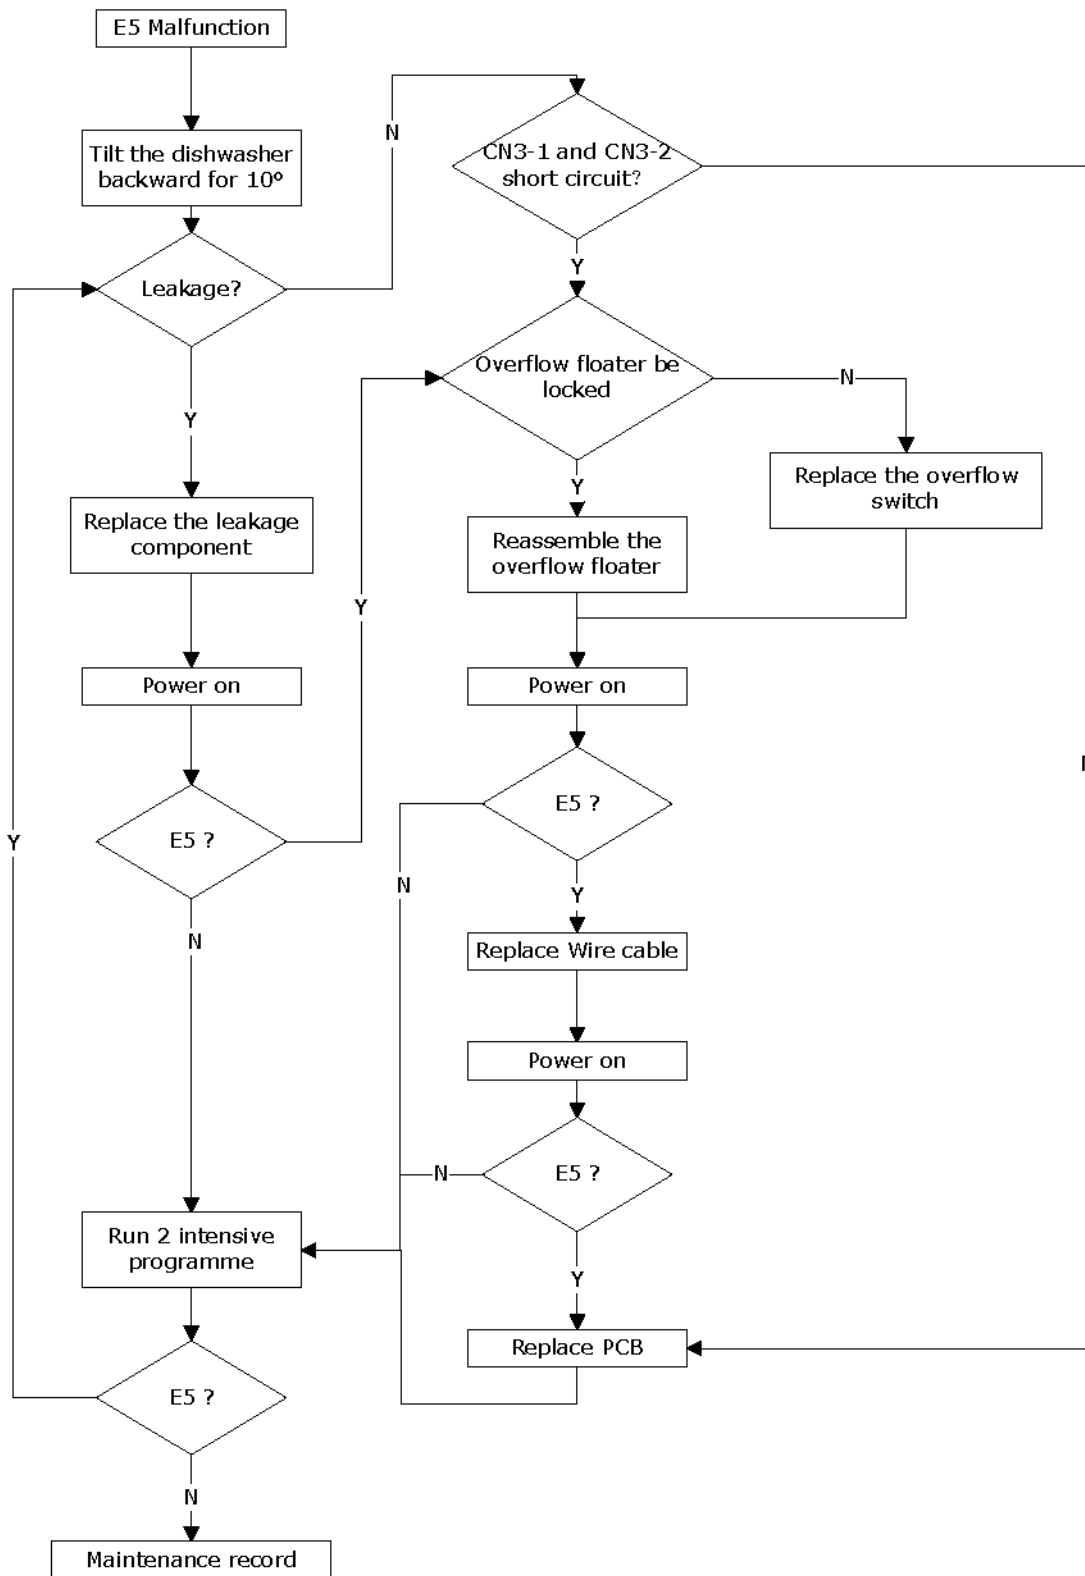 E5 Malfunction
Tilt the dishwasher
backward for 10º
Leakage?
Y
Replace the leakage
component
Power on
E5 ?
N
Run 2 intensive
programme
E5 ?
N
Maintenance record
Y
Y
N
CN3-1 and CN3-2
short circuit?
Y
Overflow floater be
locked
N
Replace the overflow
switch
Y
Reassemble the
overflow floater
Power on
E5 ?
N
Y
Replace Wire cable
Power on
E5 ?
N
Y
Replace PCB